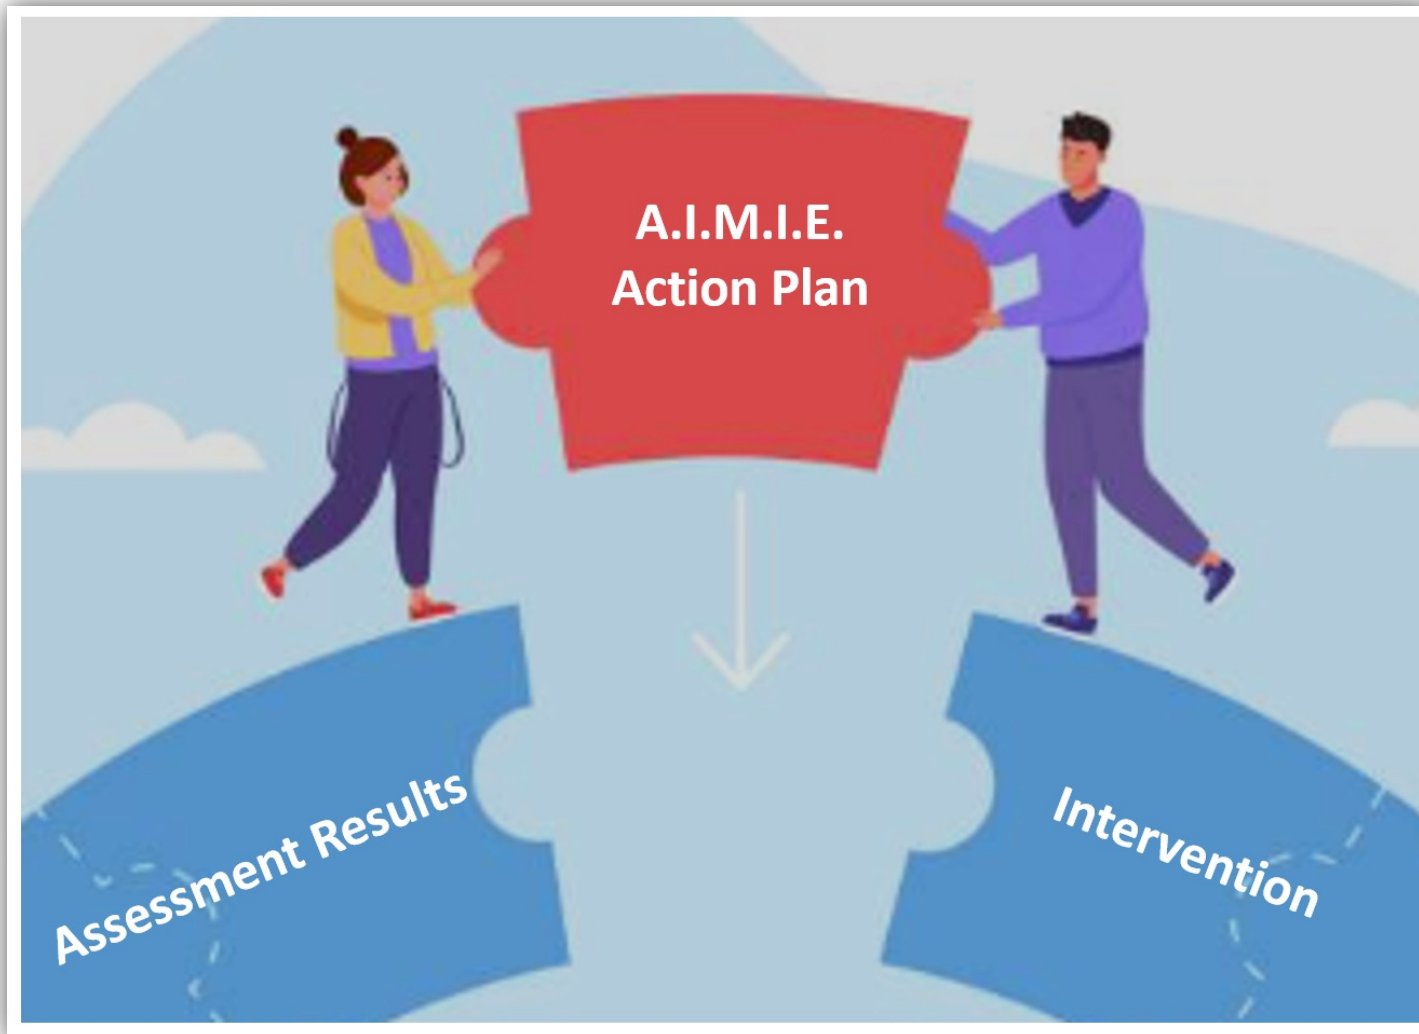 A.I.M.I.E.
Action Plan
Assessment Results
Intervention